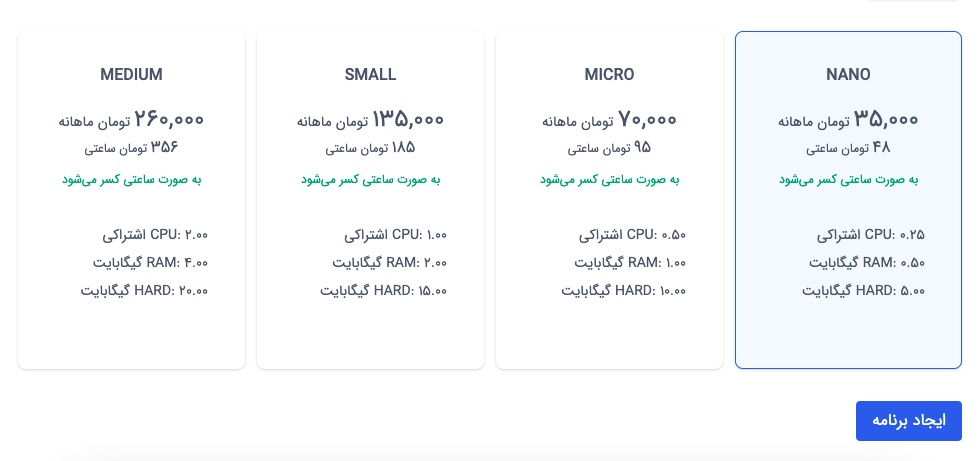 NANO
۳۵,۰۰۰ تومان ماهانه
۴۸ تومان ساعتی
به صورت ساعتی کسر می‌شود
CPU: ۰.۲۵ اشتراکی
RAM: ۰.۵۰ گیگابایت
HARD: ۵.۰۰ گیگابایت
MICRO
۷۰,۰۰۰ تومان ماهانه
۹۵ تومان ساعتی
به صورت ساعتی کسر می‌شود
CPU: ۰.۵۰ اشتراکی
RAM: ۱.۰۰ گیگابایت
HARD: ۱۰.۰۰ گیگابایت
SMALL
۱۳۵,۰۰۰ تومان ماهانه
۱۸۵ تومان ساعتی
به صورت ساعتی کسر می‌شود
CPU: ۱.۰۰ اشتراکی
RAM: ۲.۰۰ گیگابایت
HARD: ۱۵.۰۰ گیگابایت
MEDIUM
۲۶۰,۰۰۰ تومان ماهانه
۳۵۶ تومان ساعتی
به صورت ساعتی کسر می‌شود
CPU: ۲.۰۰ اشتراکی
RAM: ۴.۰۰ گیگابایت
HARD: ۲۰.۰۰ گیگابایت
ایجاد برنامه